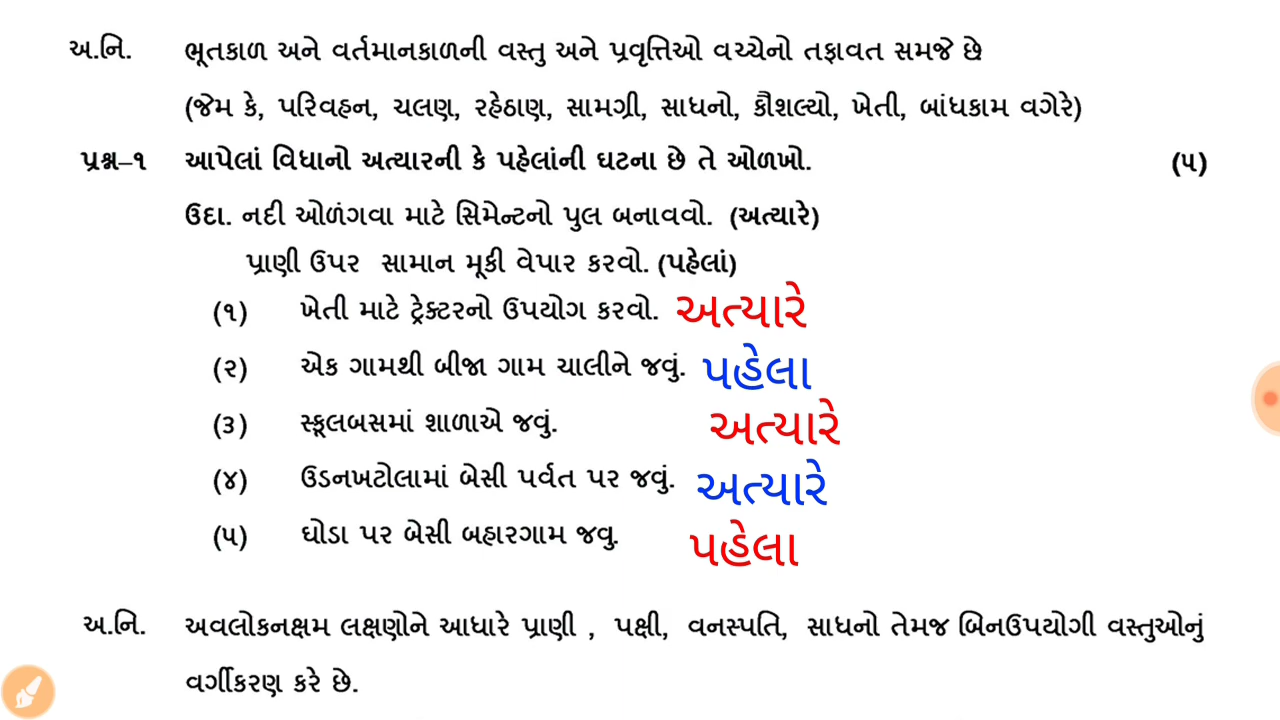 અ.નિ. ભૂતકાળ અને વર્તમાનકાળની વસ્તુ અને પ્રવૃત્તિઓ વચ્ચેનો તફાવત સમજે છે
(જેમ કે, પરિવહન, ચલણ, રહેઠાણ, સામગ્રી, સાધનો, કૌશલ્યો, ખેતી, બાંધકામ વગેરે)
પ્રશ્ન–૧ આપેલાં વિધાનો અત્યારની કે પહેલાંની ઘટના છે તે ઓળખો. (૫)
ઉદા. નદી ઓળંગવા માટે સિમેન્ટનો પુલ બનાવવો. (અત્યારે)
પ્રાણી ઉપર સામાન મૂકી વેપાર કરવો. (પહેલાં)
(૧) ખેતી માટે ટ્રેક્ટરનો ઉપયોગ કરવો. અત્યારે
(૨) એક ગામથી બીજા ગામ ચાલીને જવું. પહેલા
(૩) સ્કૂલબસમાં શાળાએ જવું. અત્યારે
(૪) ઉડનખટોલામાં બેસી પર્વત પર જવું. અત્યારે
(૫) ઘોડા પર બેસી બહારગામ જવુ. પહેલા
અ.નિ. અવલોકનક્ષમ લક્ષણોને આધારે પ્રાણી , પક્ષી, વનસ્પતિ, સાધનો તેમજ બિનઉપયોગી વસ્તુઓનું
વર્ગીકરણ કરે છે.